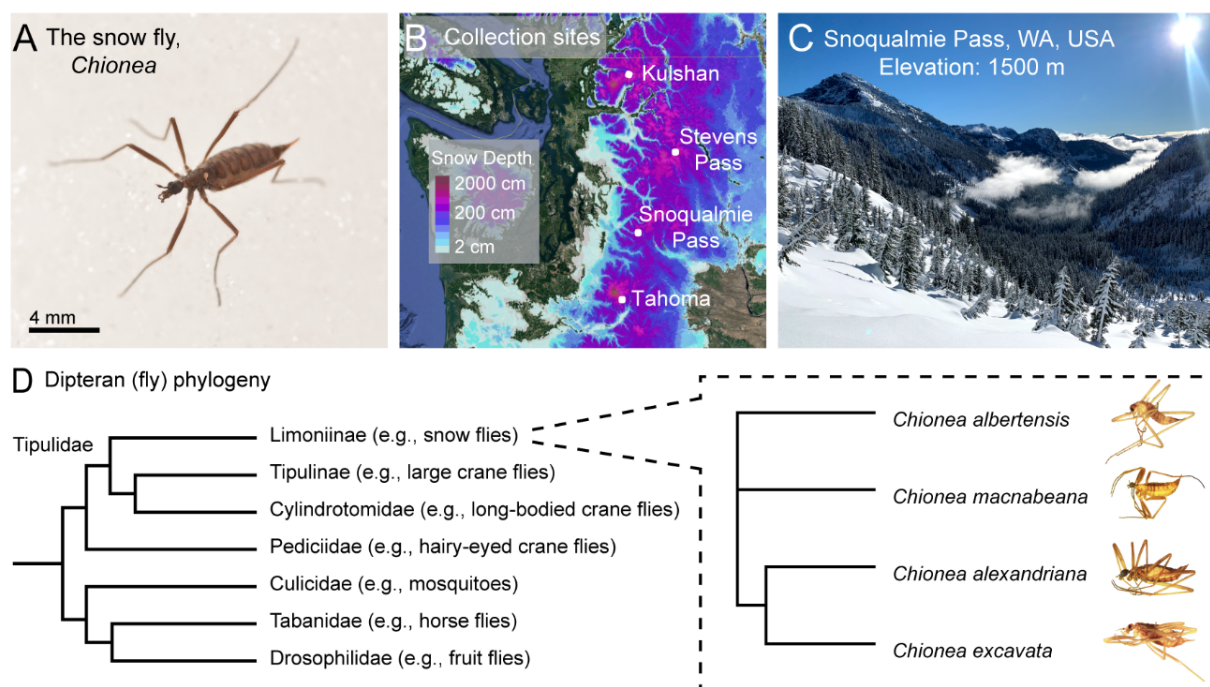 A The snow fly,
Chionea
4 mm
B Collection sites
Kulshan
Stevens
Pass
Snow Depth
2000 cm
200 cm
2 cm
Snoqualmie
Pass
Tahoma
C Snoqualmie Pass, WA, USA
Elevation: 1500 m
D Dipteran (fly) phylogeny
Tipulidae
Limoniinae (e.g., snow flies)
Tipulinae (e.g., large crane flies)
Cylindrotomidae (e.g., long-bodied crane flies)
Pediciidae (e.g., hairy-eyed crane flies)
Culicidae (e.g., mosquitoes)
Tabanidae (e.g., horse flies)
Drosophilidae (e.g., fruit flies)
Chionea albertensis
Chionea macnabeana
Chionea alexandriana
Chionea excavata